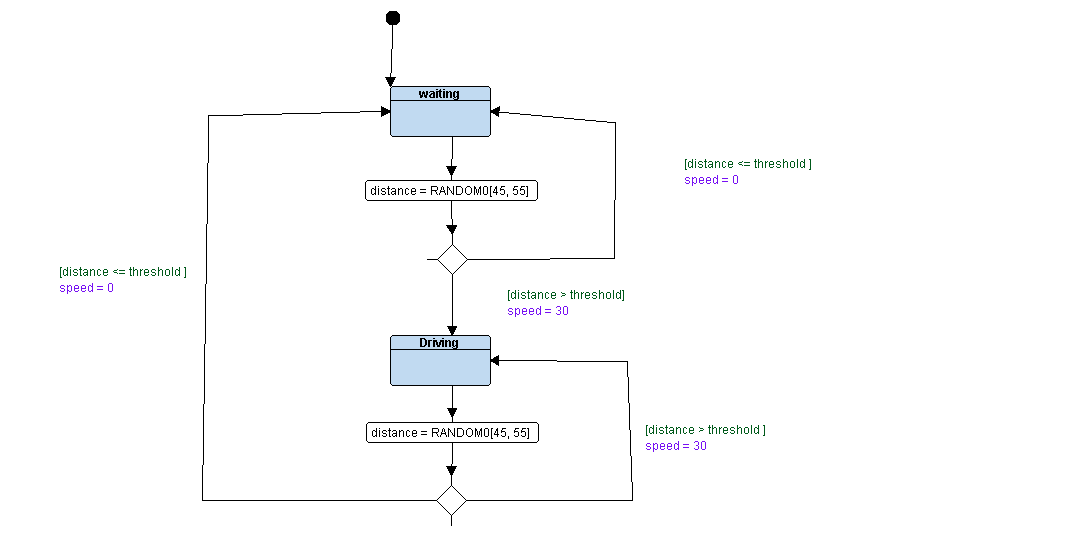 waiting
[distance <= threshold ]
speed = 0
distance = RANDOM0[45, 55]
[distance <= threshold ]
speed = 0
[distance > threshold]
speed = 30
Driving
distance = RANDOM0[45, 55]
[distance > threshold ]
speed = 30